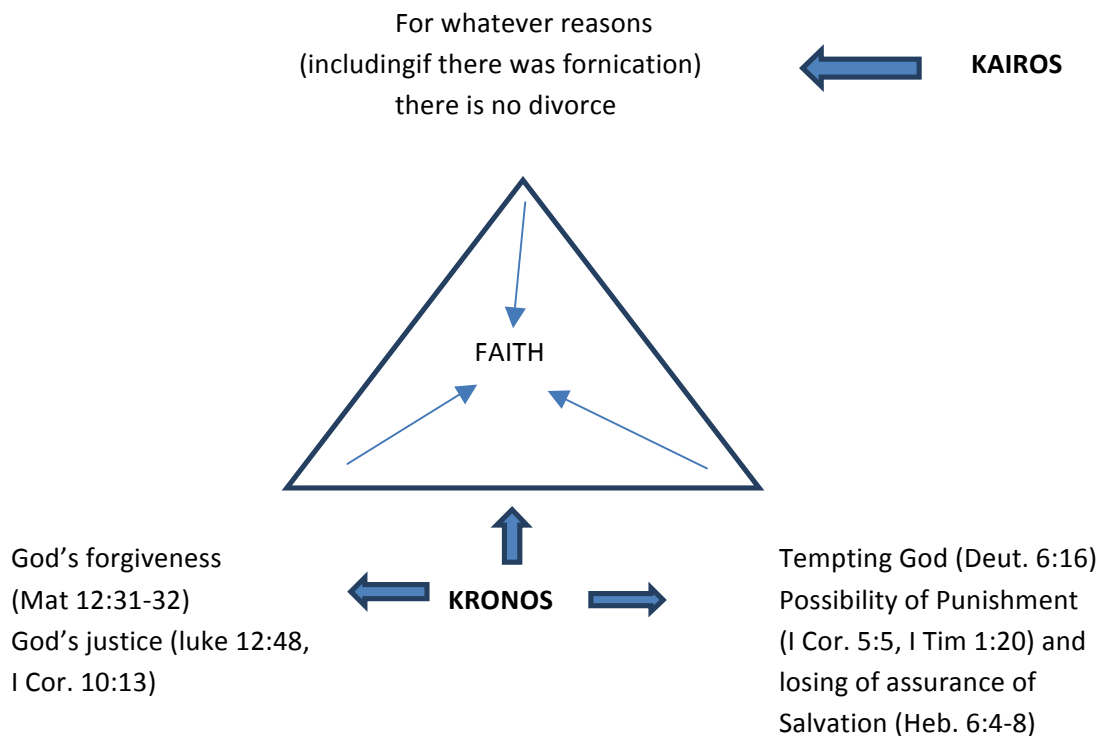 For whatever reasons
(includingif there was fornication)
there is no divorce
KAIROS
FAITH
God’s forgiveness
(Mat 12:31-32)
God’s justice (luke 12:48,
I Cor. 10:13)
KRONOS
Tempting God (Deut. 6:16)
Possibility of Punishment
(I Cor. 5:5, I Tim 1:20) and
losing of assurance of
Salvation (Heb. 6:4-8)